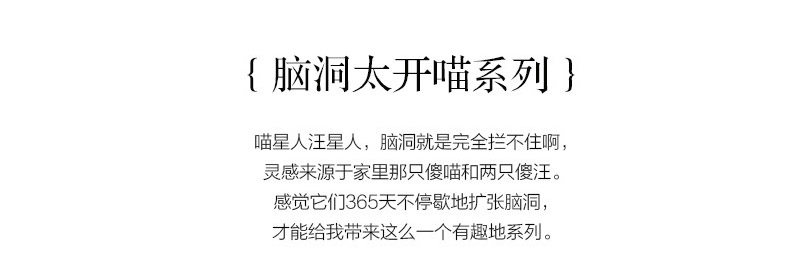 { 脑洞太开喵系列 }
喵星人汪星人，脑洞就是完全拦不住啊，
灵感来源于家里那只傻喵和两只傻汪。
感觉它们365天不停歇地扩张脑洞，
才能给我带来这么一个有趣地系列。